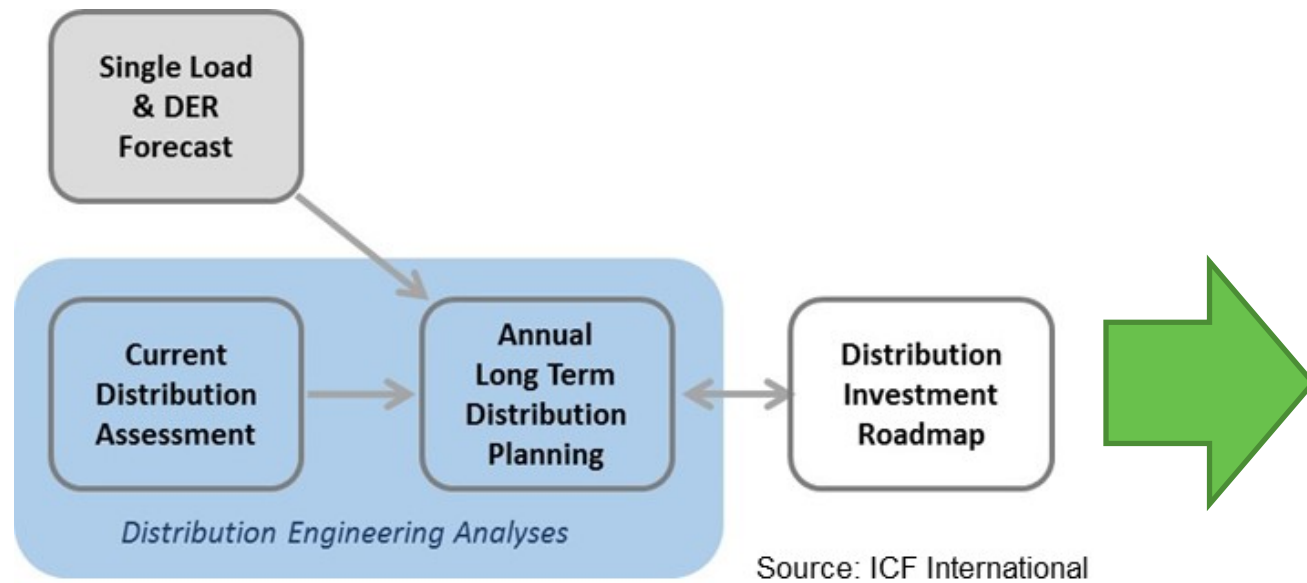 Single Load
& DER
Forecast
Current
Distribution
Assessment
Annual
Long Term
Distribution
Planning
Distribution
Investment
Roadmap
Distribution Engineering Analyses
Source: ICF International